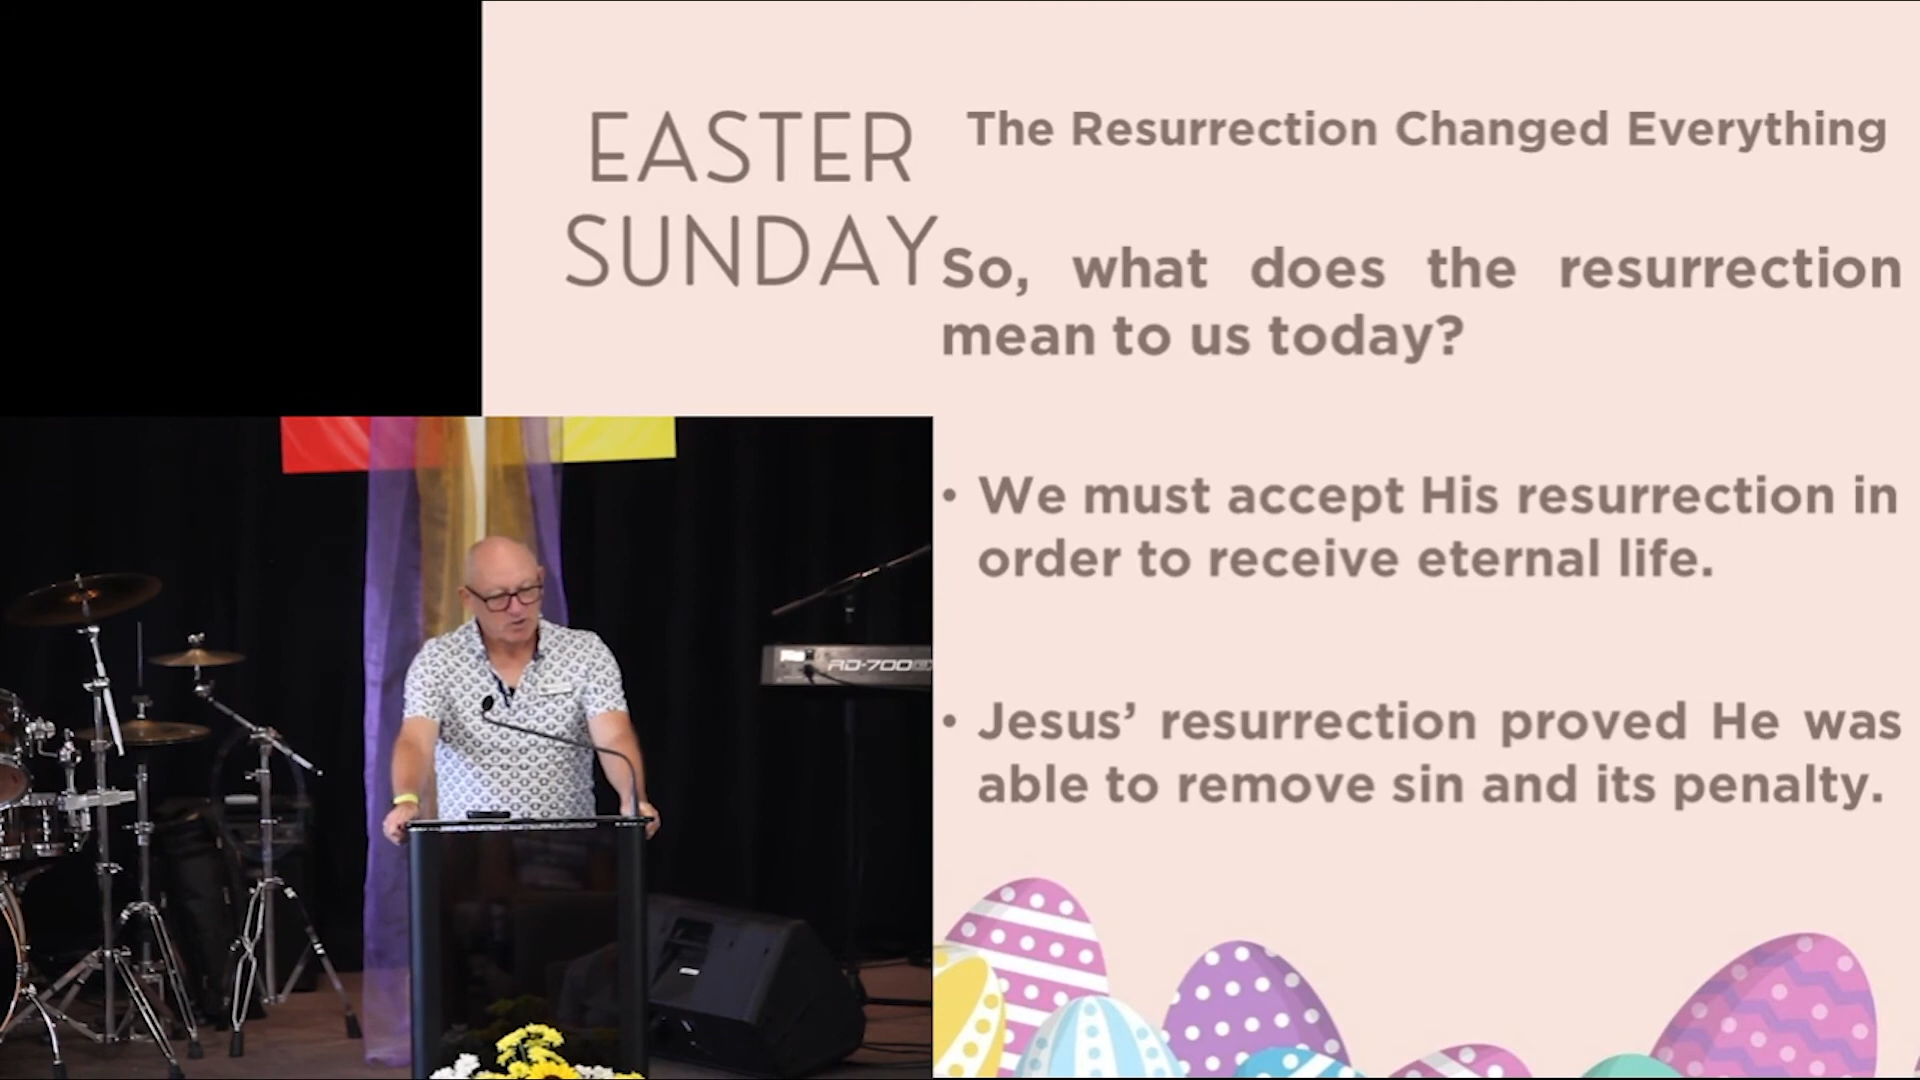 EASTER
SUNDAY
The Resurrection Changed Everything
So, what does the resurrection
mean to us today?
• We must accept His resurrection in
order to receive eternal life.
• Jesus’ resurrection proved He was
able to remove sin and its penalty.
RD-700